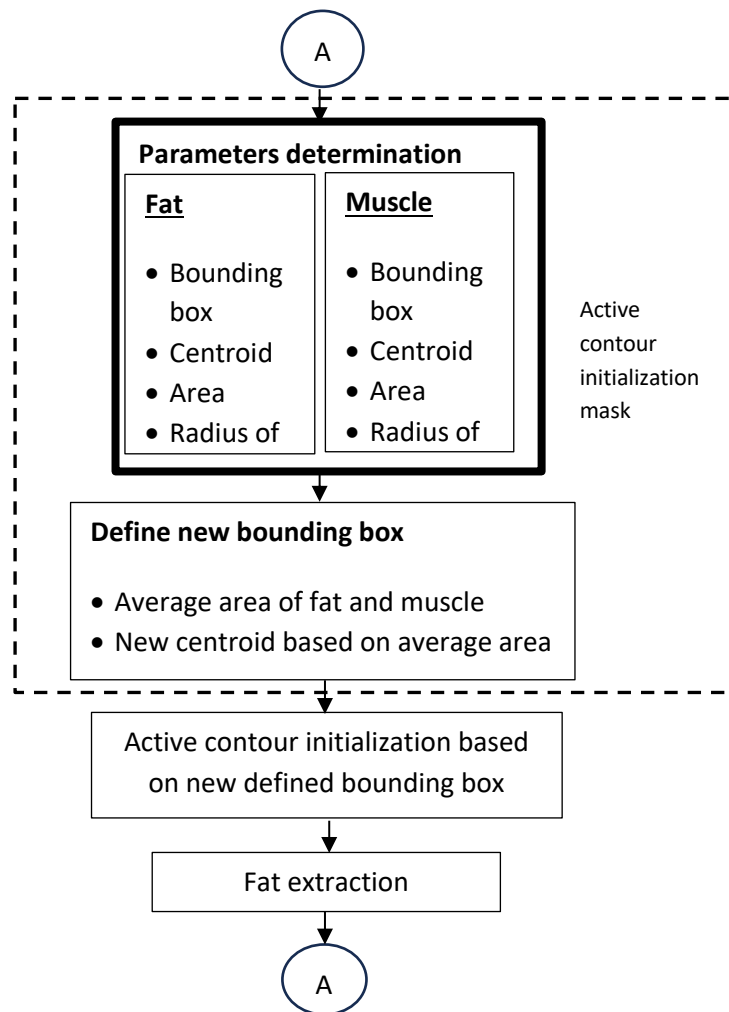 A
Parameters determination
Fat
• Bounding
box
• Centroid
• Area
• Radius of
Muscle
• Bounding
box
• Centroid
• Area
• Radius of
Active
contour
initialization
mask
Define new bounding box
• Average area of fat and muscle
• New centroid based on average area
Active contour initialization based
on new defined bounding box
Fat extraction
A